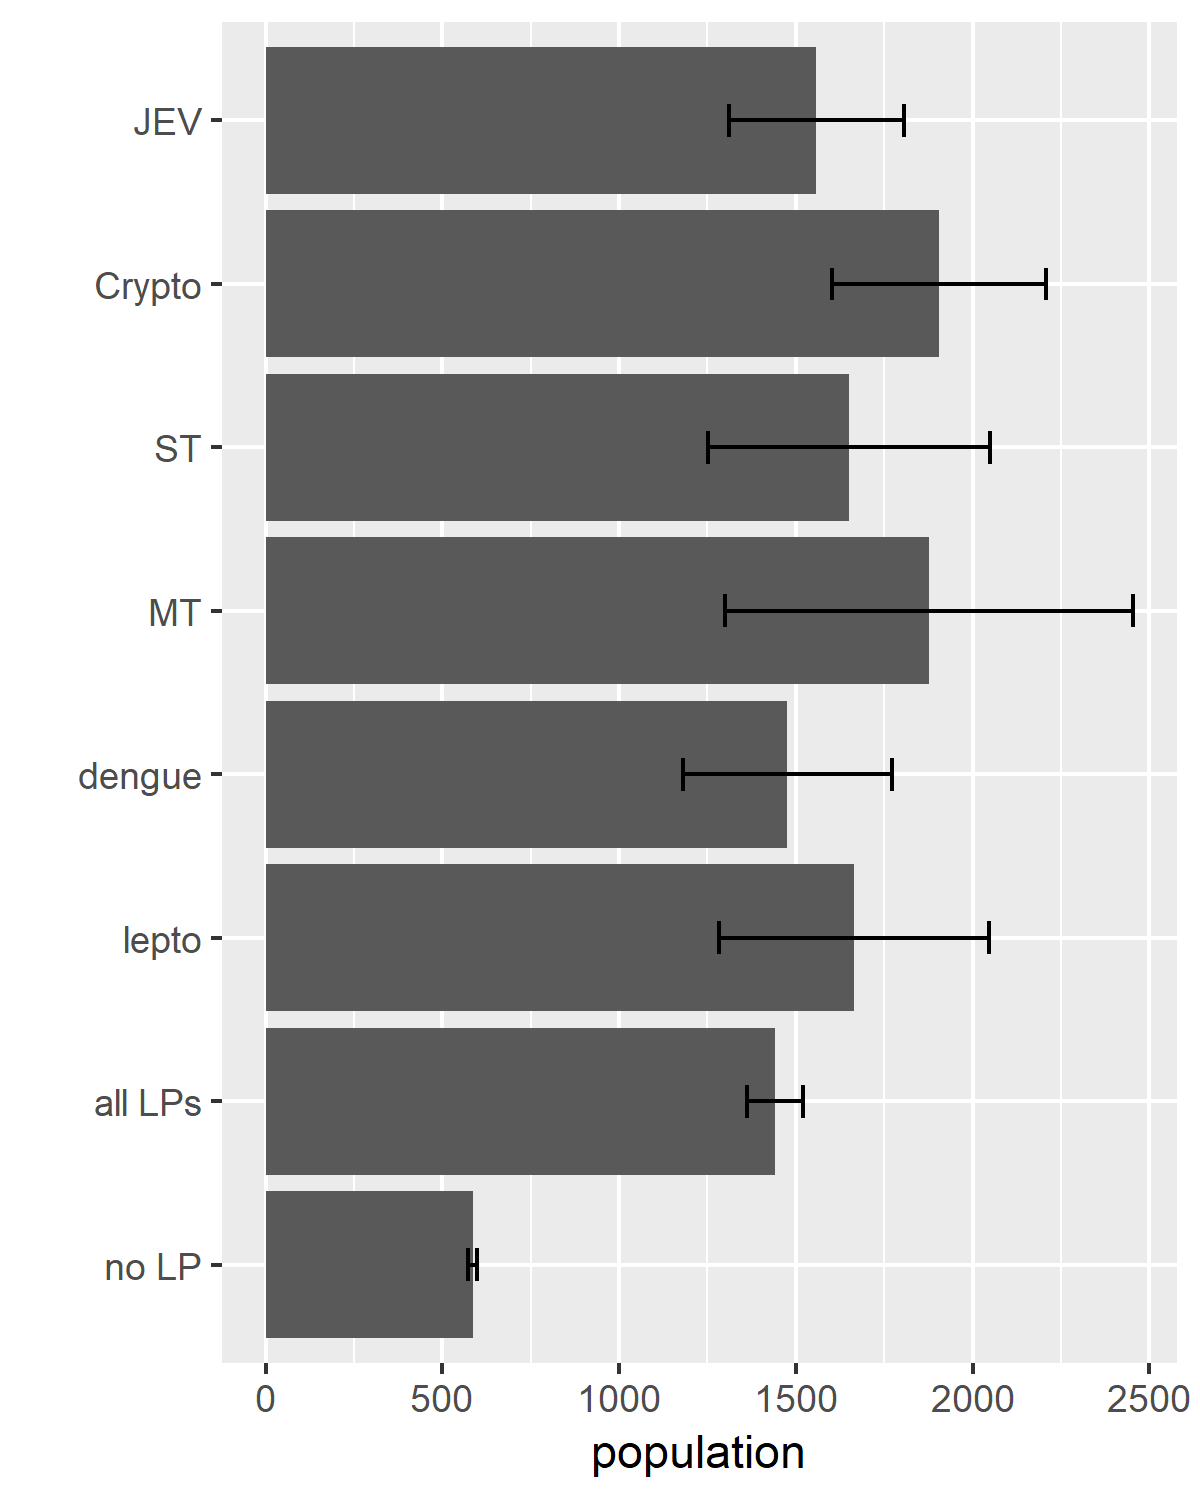 JEV
Crypto
ST
MT
dengue
lepto
all LPs
no LP
0 500 1000 1500 2000 2500
population